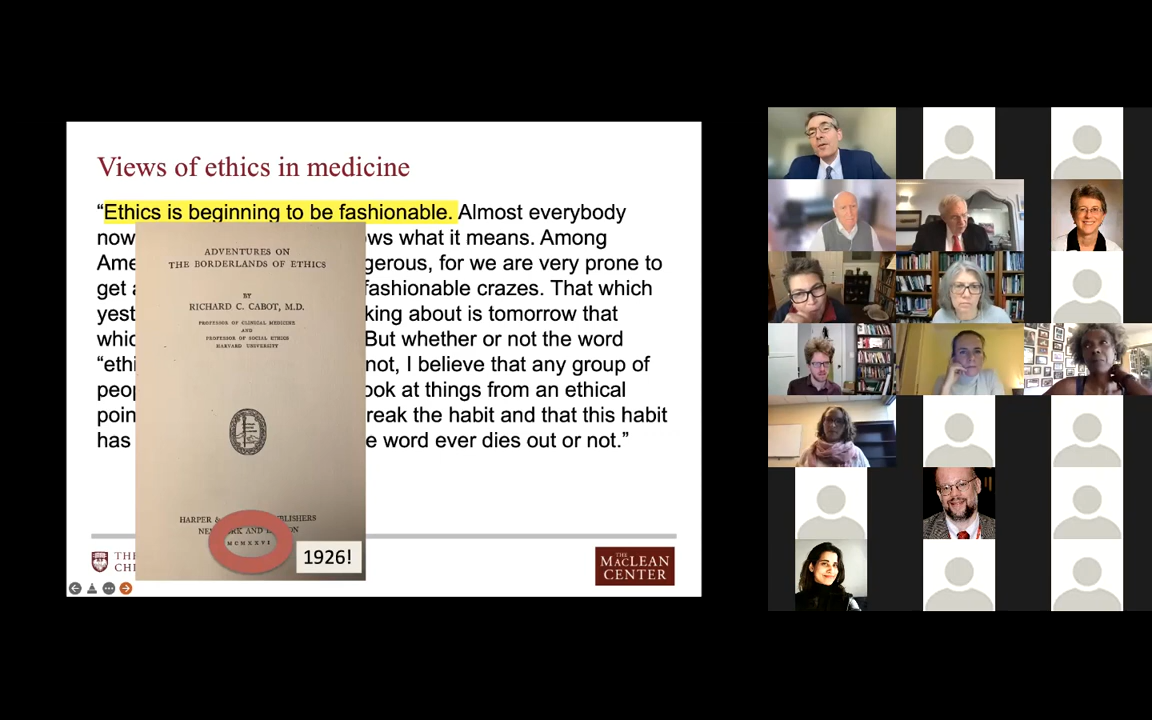 Views of ethics in medicine
“Ethics is beginning to be fashionable. Almost everybody
now
ows what it means. Among
Ame
gerous, for we are very prone to
get a
fashionable crazes. That which
yest
king about is tomorrow that
whic
But whether or not the word
“ethi
not, I believe that any group of
peop
ook at things from an ethical
poin
reak the habit and that this habit
has
e word ever dies out or not.”
ADVENTURES ON
THE BORDERLANDS OF ETHICS
BY
RICHARD C. CABOT, M.D.
PROFESSOR OF CLINICAL MEDICINE
AND
PROFESSOR OF SOCIAL ETHICS
HARVARD UNIVERSITY
HARPER &
BLISHERS
NE
RK AND
ON
MCMXXVI
1926!
THE
CHI
THE
MACLEAN
CENTER